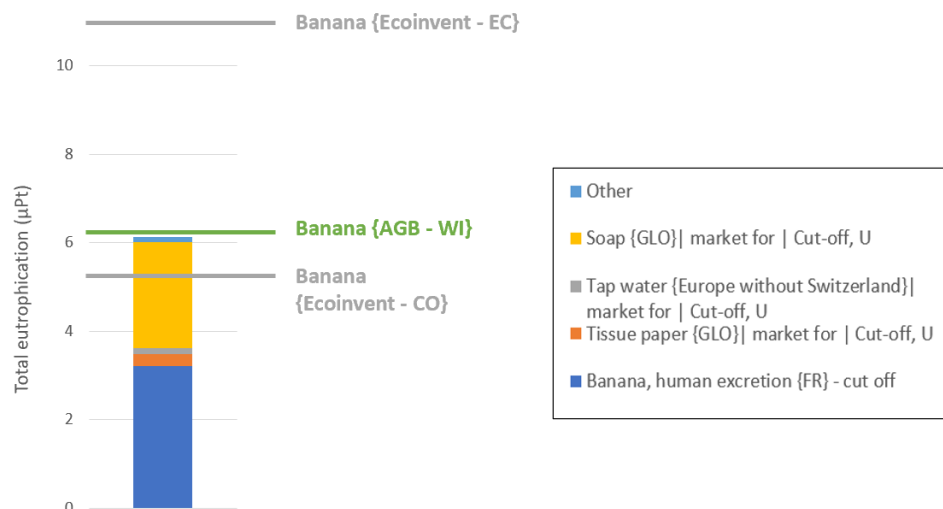 Banana {Ecoinvent - EC}
10
8
Total eutrophication (µPt)
Banana {AGB - WI}
6
Banana
{Ecoinvent - CO}
4
2
0
Other
Soap {GLO}| market for | Cut-off, U
Tap water {Europe without Switzerland}|
market for | Cut-off, U
Tissue paper {GLO}| market for | Cut-off, U
Banana, human excretion {FR} - cut off